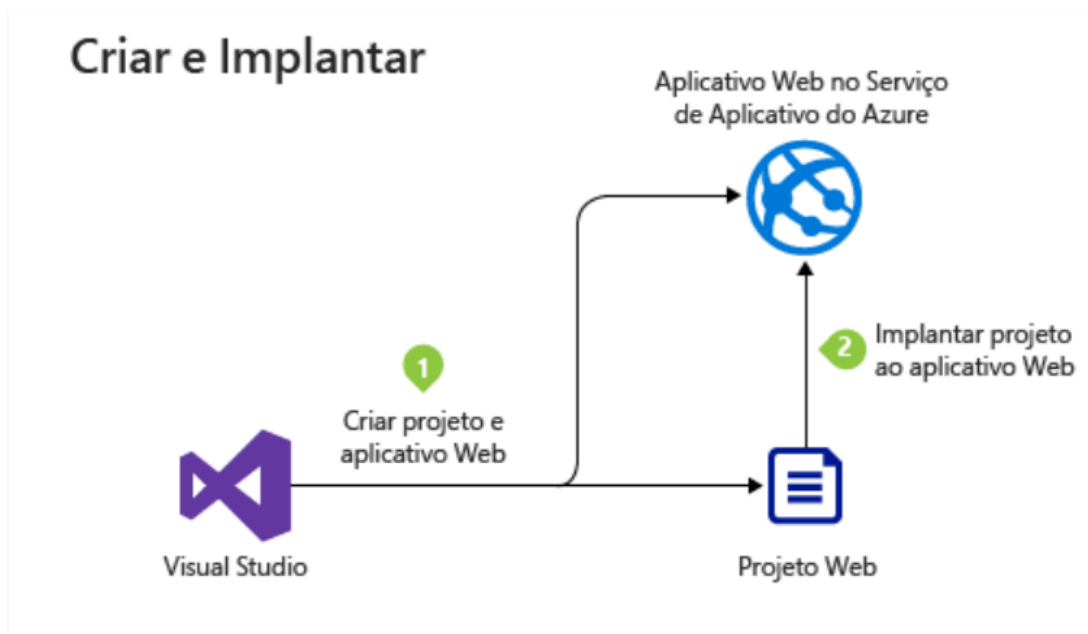 Criar e Implantar
Aplicativo Web no Serviço
de Aplicativo do Azure
1
Criar projeto e
aplicativo Web
2
Implantar projeto
ao aplicativo Web
Visual Studio
Projeto Web